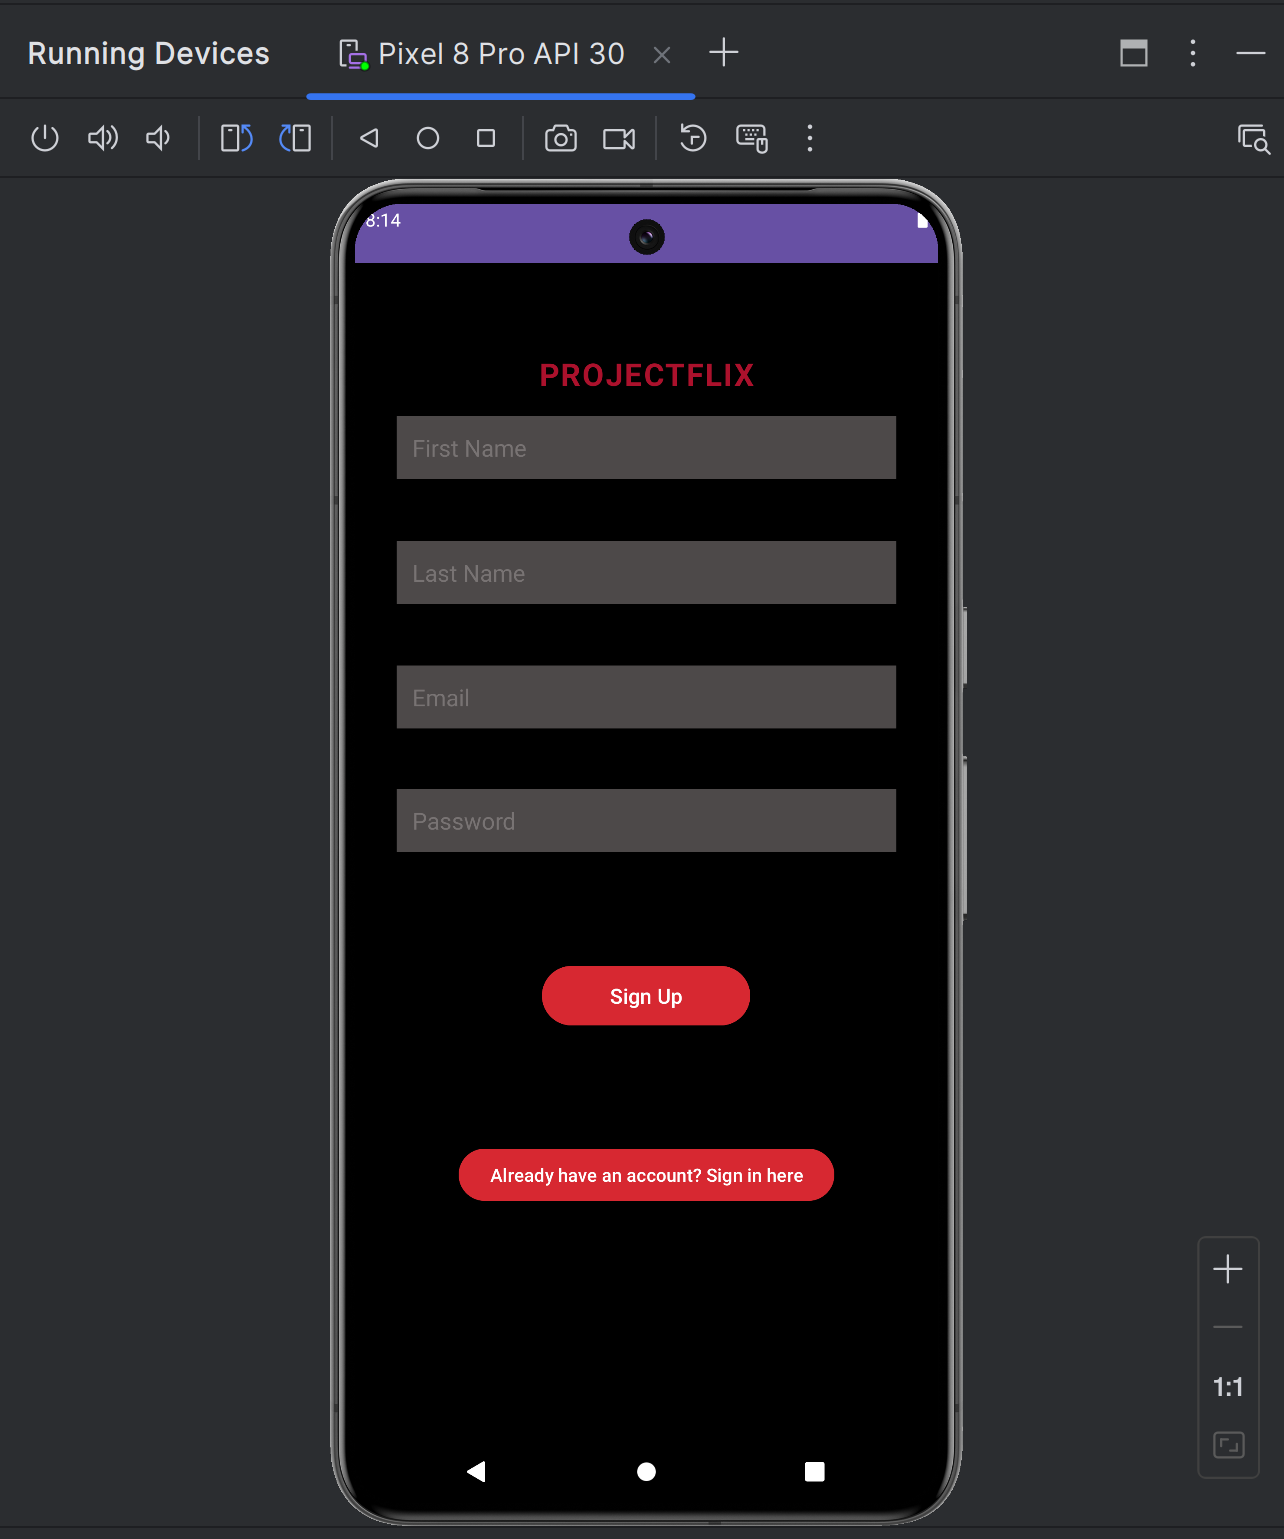 Running Devices
Pixel 8 Pro API 30
8:14
PROJECTFLIX
First Name
Last Name
Email
Password
Sign Up
Already have an account? Sign in here
1:1